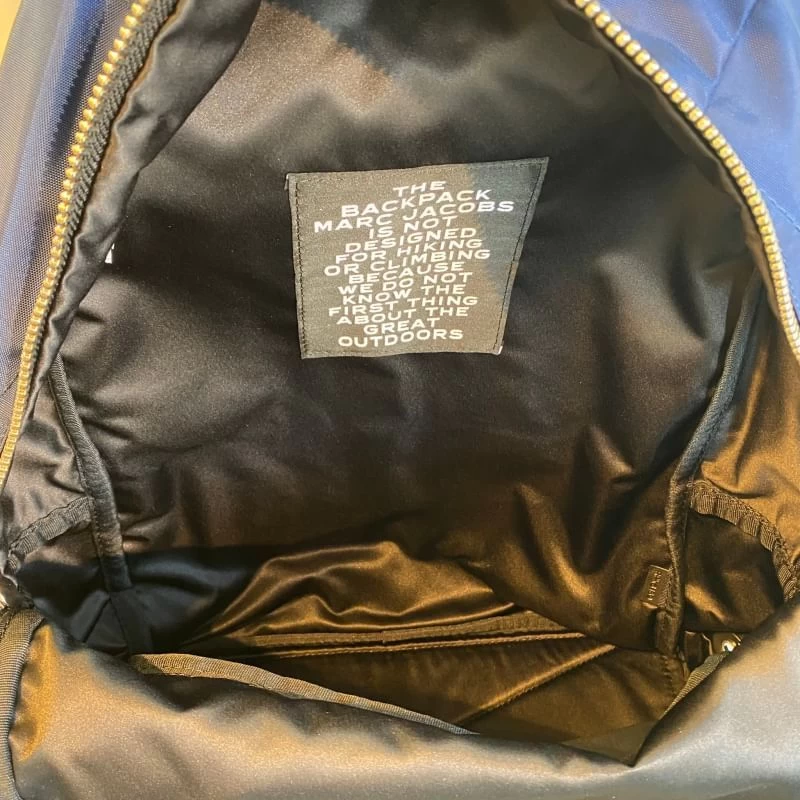 THE
BACKPACK
MARC JACOBS
IS NOT
DESIGNED
FOR HIKING
OR CLIMBING
BECAUSE
WE DO NOT
KNOW THE
FIRST THING
ABOUT THE
GREAT
OUTDOORS